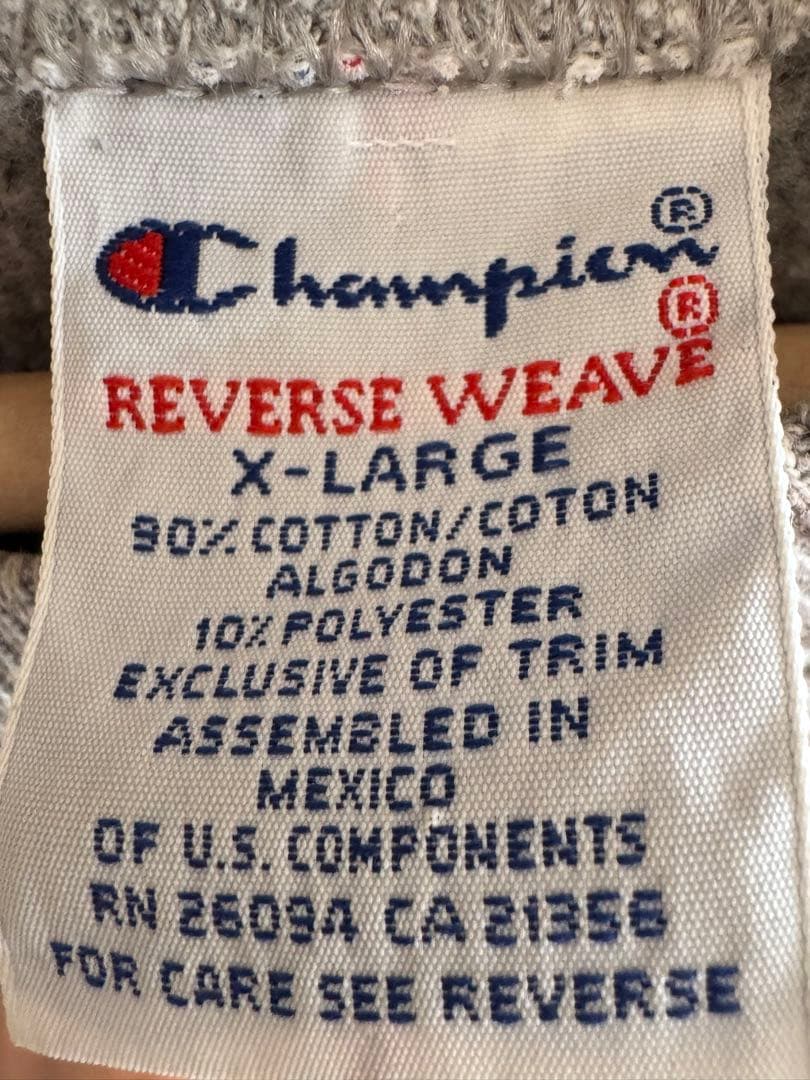 Champion®
REVERSE WEAVE®
X-LARGE
90% COTTON/COTON
ALGODON
10% POLYESTER
EXCLUSIVE OF TRIM
ASSEMBLED IN
MEXICO
OF U.S. COMPONENTS
RN 26094 CA 21356
FOR CARE SEE REVERSE